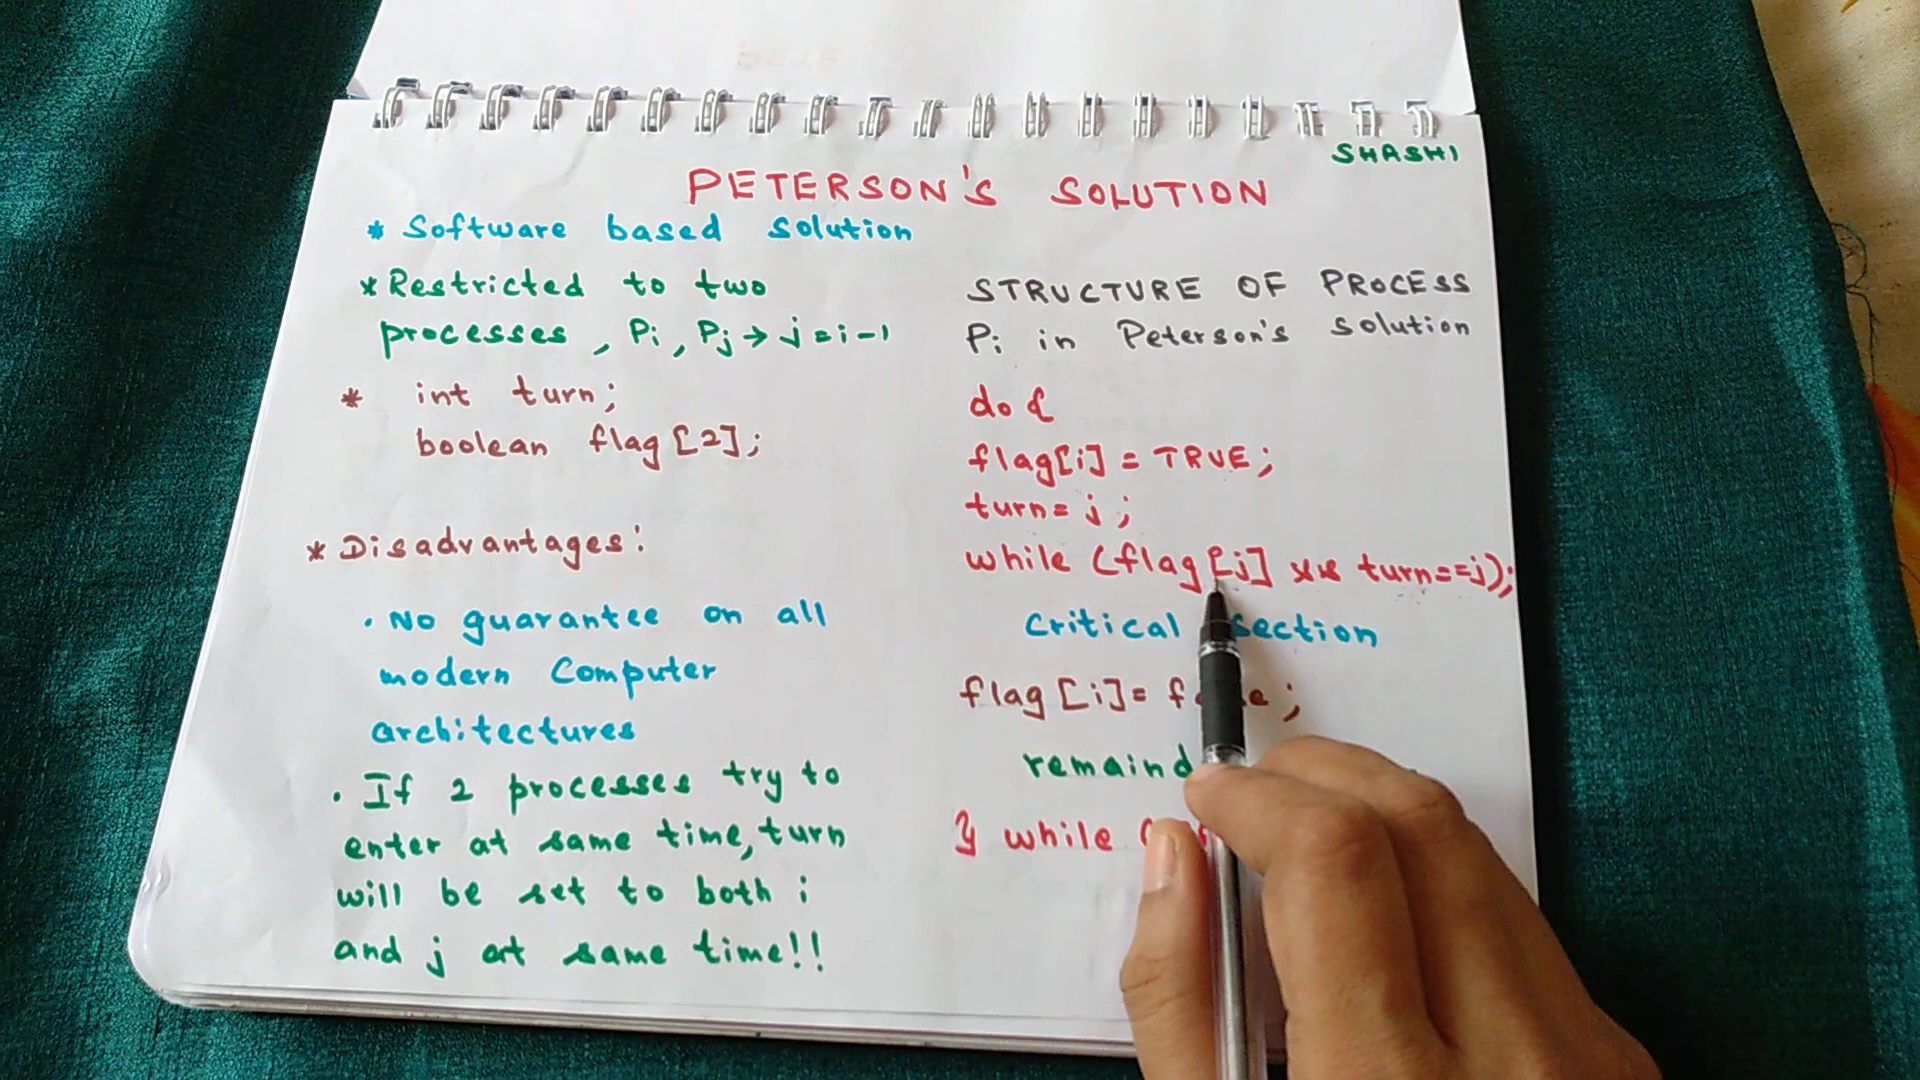 SHASHI
PETERSON'S SOLUTION
* Software based solution
* Restricted to two
processes, Pi, Pj → j = i - 1
* int turn;
boolean flag [2];
* Disadvantages:
. No guarantee on all
modern Computer
architectures
. If 2 processes try to
enter at same time, turn
will be set to both i
and j at same time!!
STRUCTURE OF PROCESS
Pi in Peterson's solution
do {
flag[i] = TRUE;
turn = j;
while (flag [j] && turn==j);
critical section
flag [i] =
} while (